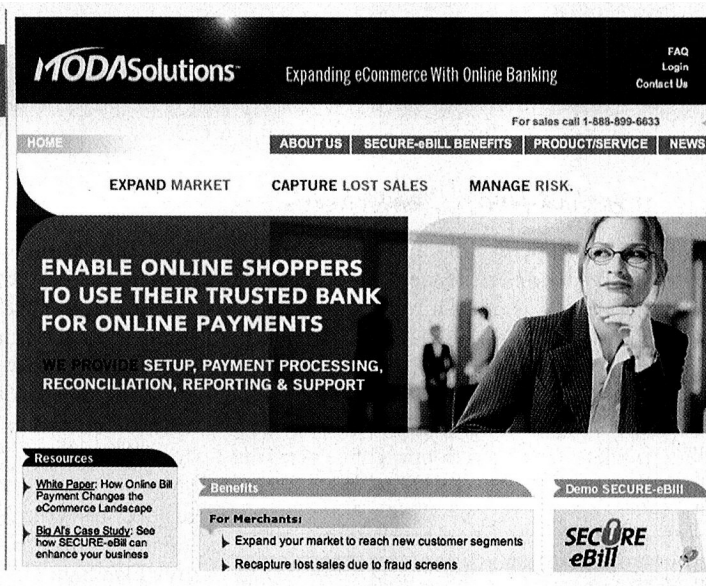 MODASolutions
Expanding eCommerce With Online Banking
FAQ
Login
Contact Us
For sales call 1-888-899-6633
HOME
ABOUT US
SECURE-eBILL BENEFITS
PRODUCT/SERVICE
NEWS
EXPAND MARKET
CAPTURE LOST SALES
MANAGE RISK.
ENABLE ONLINE SHOPPERS
TO USE THEIR TRUSTED BANK
FOR ONLINE PAYMENTS
WE PROVIDE SETUP, PAYMENT PROCESSING,
RECONCILIATION, REPORTING & SUPPORT
Resources
White Paper: How Online Bill
Payment Changes the
eCommerce Landscape
Big Al's Case Study: See
how SECURE-eBill can
enhance your business
Benefits
For Merchants:
Expand your market to reach new customer segments
Recapture lost sales due to fraud screens
Demo SECURE-eBill
SECURE
eBill